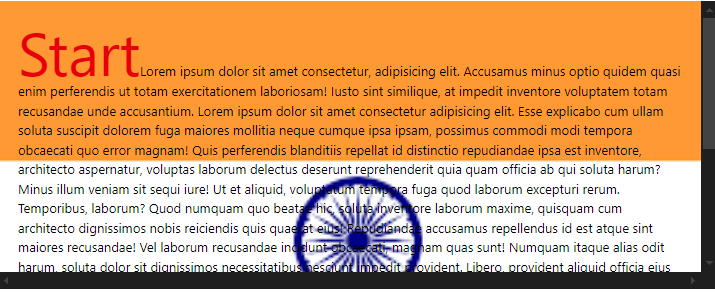 StartLorem ipsum dolor sit amet consectetur, adipisicing elit. Accusamus minus optio quidem quasi
enim perferendis ut totam exercitationem laboriosam! Iusto sint similique, at impedit inventore voluptatem totam
recusandae unde accusantium. Lorem ipsum dolor sit amet consectetur adipisicing elit. Esse explicabo cum ullam
soluta suscipit dolorem fuga maiores mollitia neque cumque ipsa ipsam, possimus commodi modi tempora
obcaecati quo error magnam! Quis perferendis blanditiis repellat id distinctio repudiandae ipsa est inventore,
architecto aspernatur, voluptas laborum delectus deserunt reprehenderit quia quam officia ab qui soluta harum?
Minus illum veniam sit sequi iure! Ut et aliquid, voluptatum tempora fuga quod laborum excepturi rerum.
Temporibus, laborum? Quod numquam quo beatae hic, soluta inventore laborum maxime, quisquam cum
architecto dignissimos nobis reiciendis quis quaerat eius! Repudiandae accusamus repellendus id est atque sint
maiores recusandae! Vel laborum recusandae incidunt obcaecati, magnam quas sunt! Numquam itaque alias odit
harum, soluta dolor sit dignissimos necessitatibus nesciunt impedit provident. Libero, provident aliquid officia eius